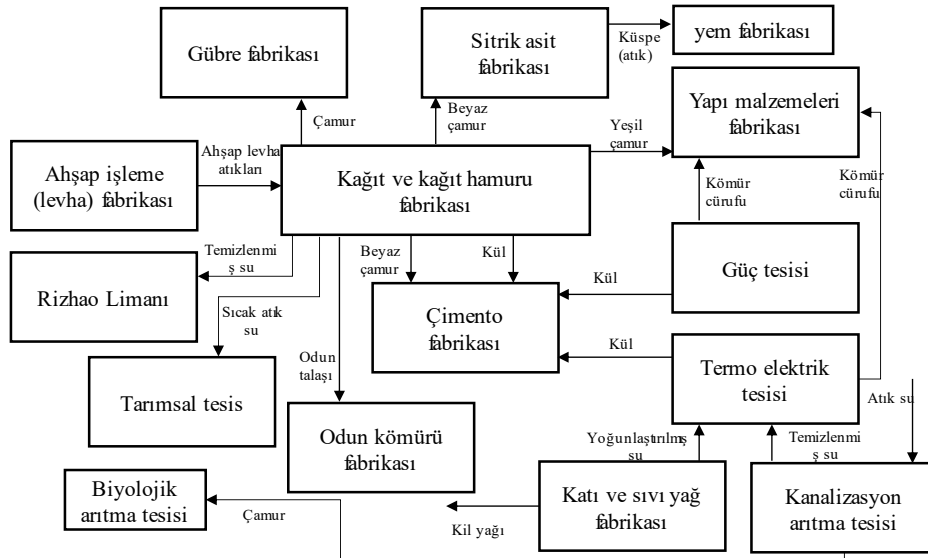 Gübre fabrikası
Sitrik asit
fabrikası
Küspe
(atık)
yem fabrikası
Yapı malzemeleri
fabrikası
Çamur
Beyaz
çamur
Yeşil
çamur
Ahşap işleme
(levha) fabrikası
Ahşap levha
atıkları
Kağıt ve kağıt hamuru
fabrikası
Kömür
cürufu
Kömür
cürufu
Rizhao Limanı
Temizlenmi
ş su
Sıcak atık
su
Beyaz
çamur
Kül
Güç tesisi
Kül
Çimento
fabrikası
Kül
Termo elektrik
tesisi
Tarımsal tesis
Odun
talaşı
Atık su
Odun kömürü
fabrikası
Yoğunlaştırılmış
su
Temizlenmi
ş su
Biyolojik
arıtma tesisi
Çamur
Kil yağı
Katı ve sıvı yağ
fabrikası
Kanalizasyon
arıtma tesisi